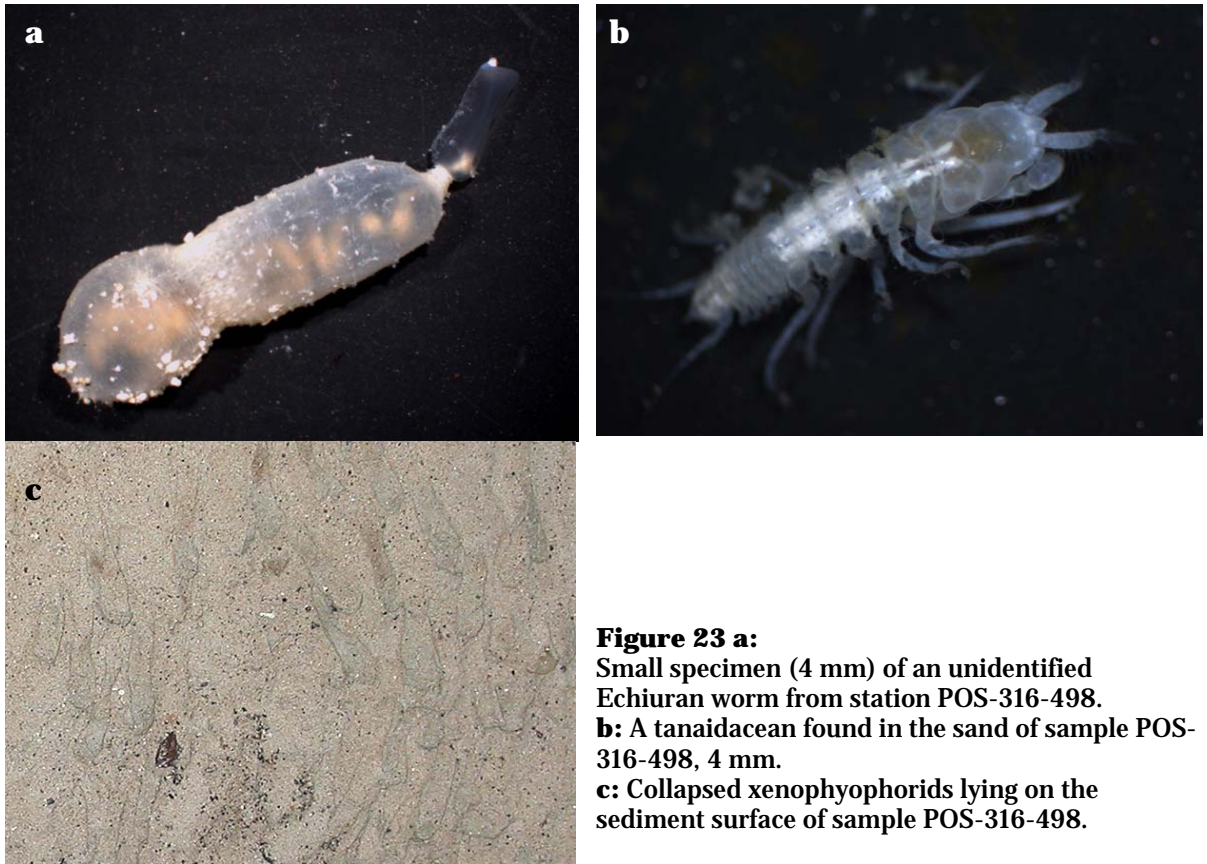 a
b
c
Figure 23 a:
Small specimen (4 mm) of an unidentified
Echiuran worm from station POS-316-498.
b: A tanaidacean found in the sand of sample POS-
316-498, 4 mm.
c: Collapsed xenophyophorids lying on the
sediment surface of sample POS-316-498.